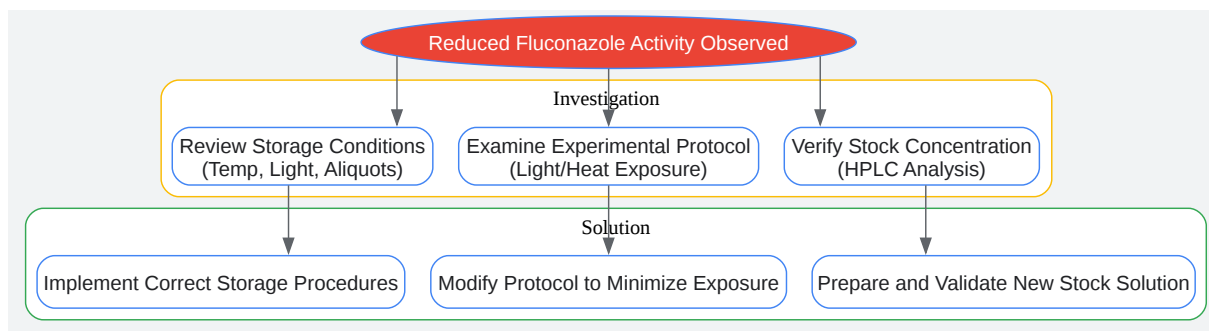 Reduced Fluconazole Activity Observed
Investigation
Review Storage Conditions
(Temp, Light, Aliquots)
Examine Experimental Protocol
(Light/Heat Exposure)
Verify Stock Concentration
(HPLC Analysis)
Solution
Implement Correct Storage Procedures
Modify Protocol to Minimize Exposure
Prepare and Validate New Stock Solution